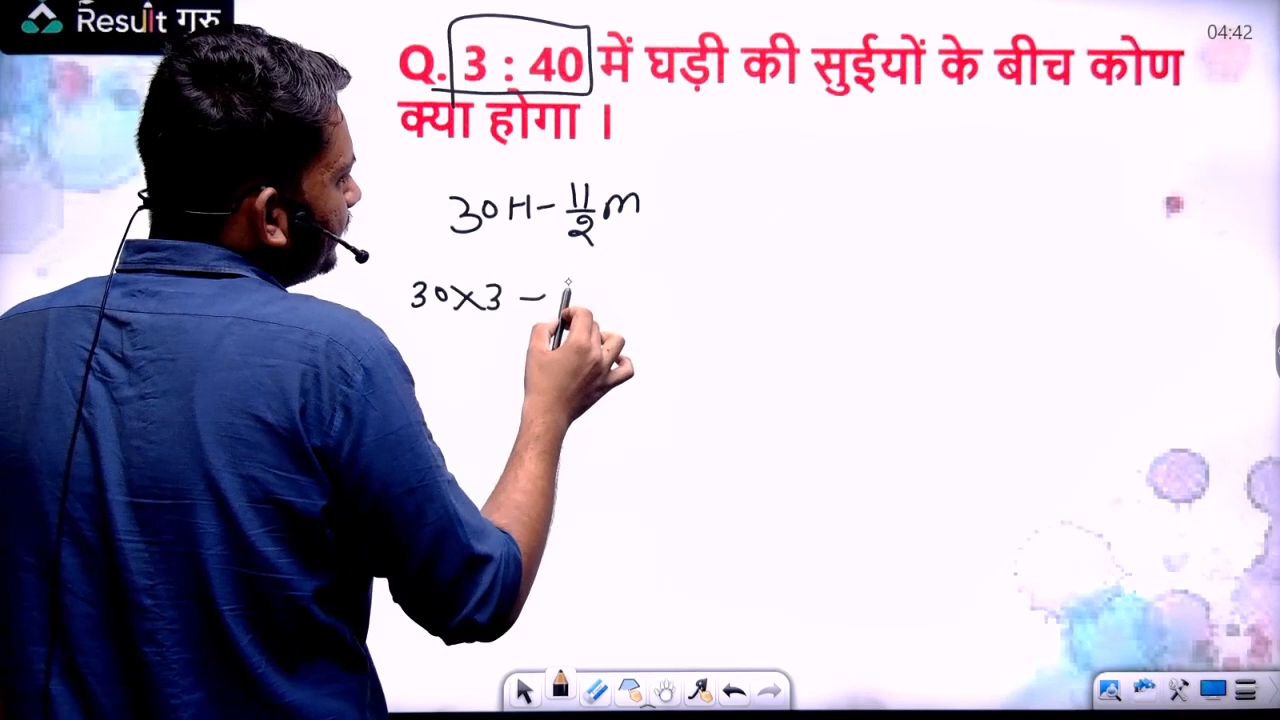 Result गुरु
04:42
Q. 3 : 40 में घड़ी की सुईयों के बीच कोण
क्या होगा ।
30H - 11/2 m
30×3 -